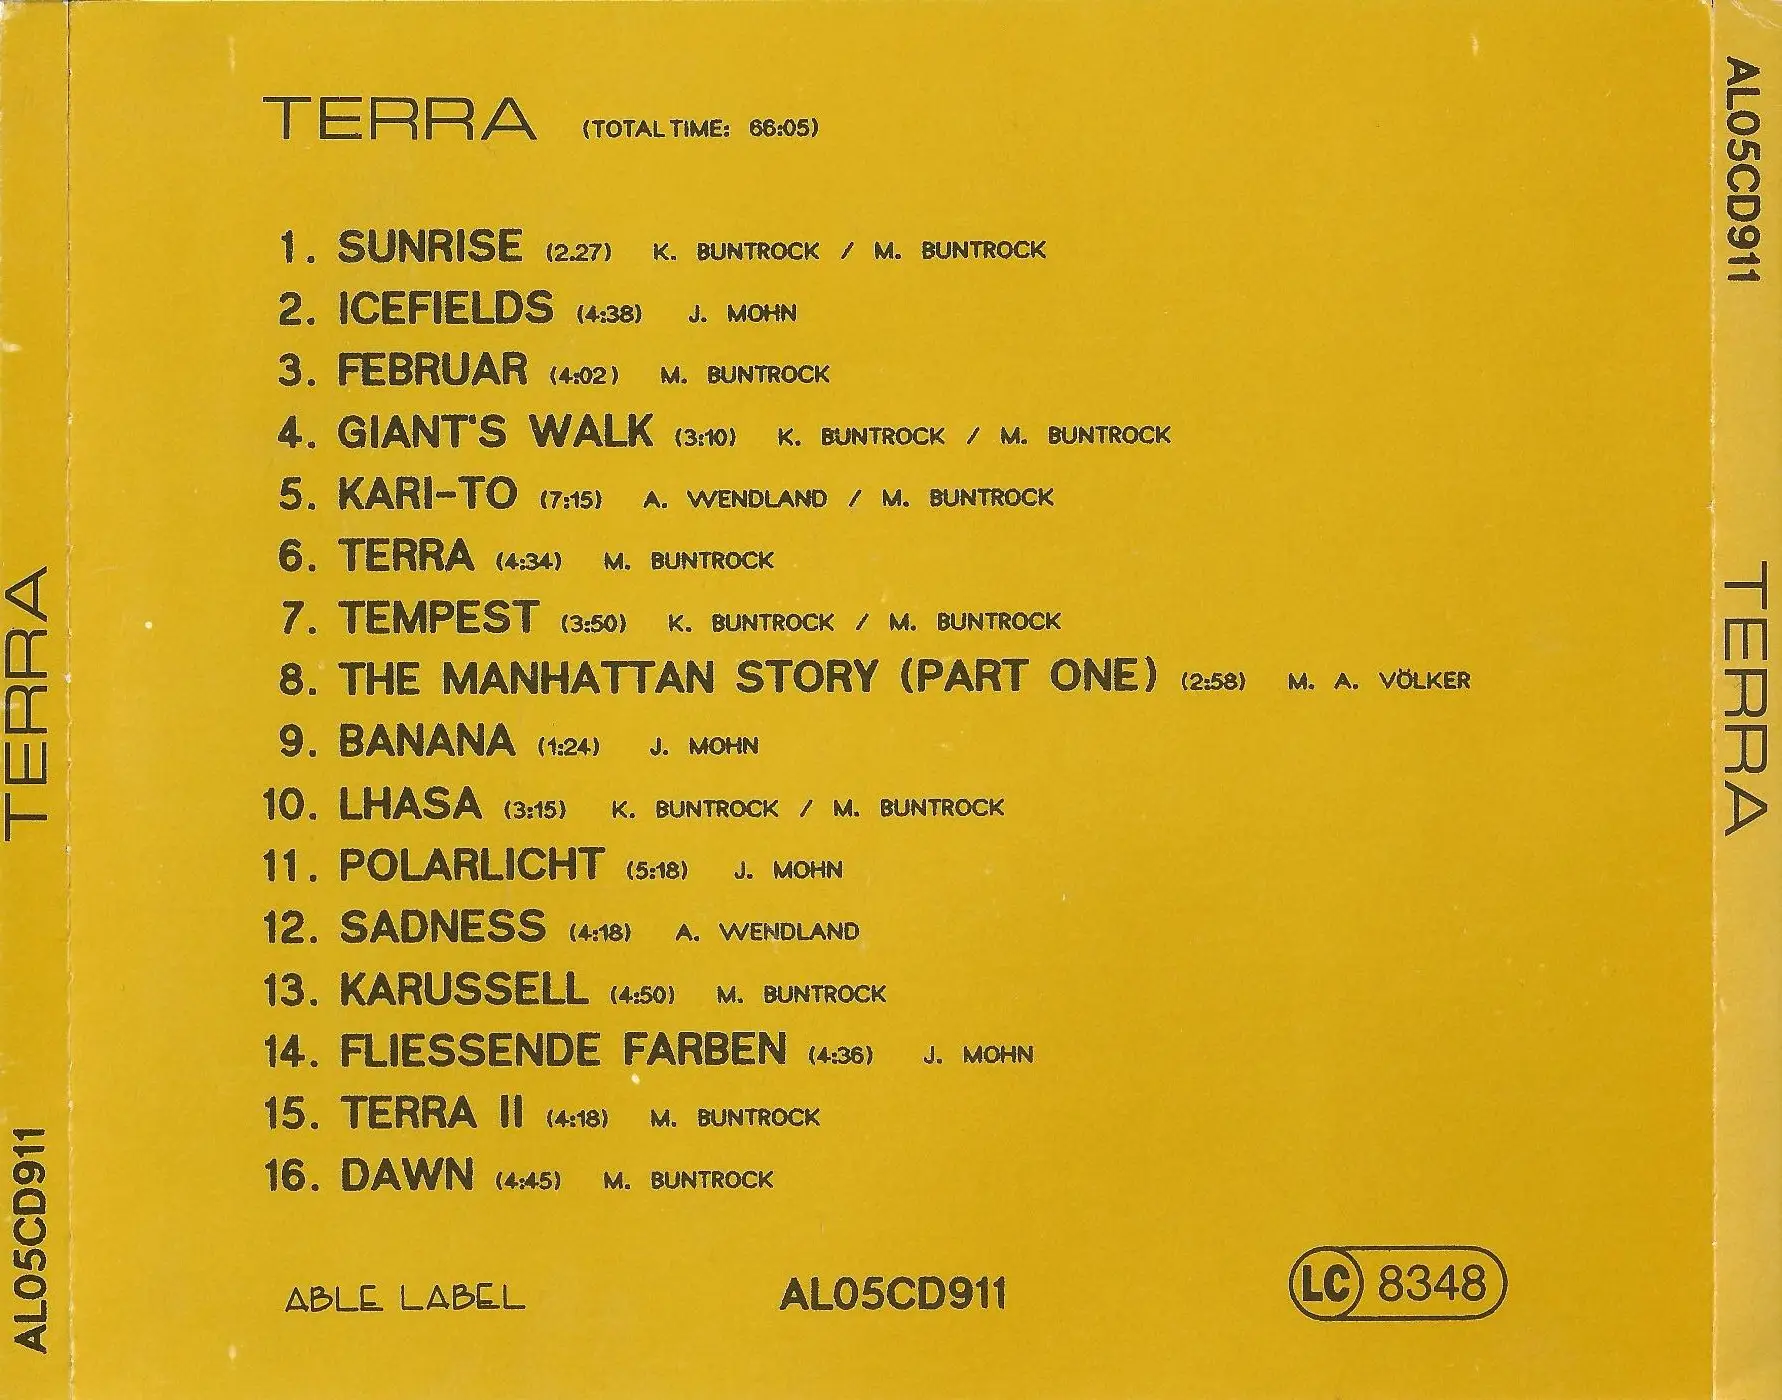 TERRA (TOTAL TIME: 66:05)
1. SUNRISE (2.27) K. BUNTROCK / M. BUNTROCK
2. ICEFIELDS (4:38) J. MOHN
3. FEBRUAR (4:02) M. BUNTROCK
4. GIANT'S WALK (3:10) K. BUNTROCK / M. BUNTROCK
5. KARI-TO (7:15) A. WENDLAND / M. BUNTROCK
6. TERRA (4:34) M. BUNTROCK
7. TEMPEST (3:50) K. BUNTROCK / M. BUNTROCK
8. THE MANHATTAN STORY (PART ONE) (2:58) M. A. VÖLKER
9. BANANA (1:24) J. MOHN
10. LHASA (3:15) K. BUNTROCK / M. BUNTROCK
11. POLARLICHT (5:18) J. MOHN
12. SADNESS (4:18) A. WENDLAND
13. KARUSSELL (4:50) M. BUNTROCK
14. FLIESSENDE FARBEN (4:36) J. MOHN
15. TERRA II (4:18) M. BUNTROCK
16. DAWN (4:45) M. BUNTROCK
ABLE LABEL
AL05CD911
LC 8348
AL05CD911 TERRA
AL05CD911 TERRA